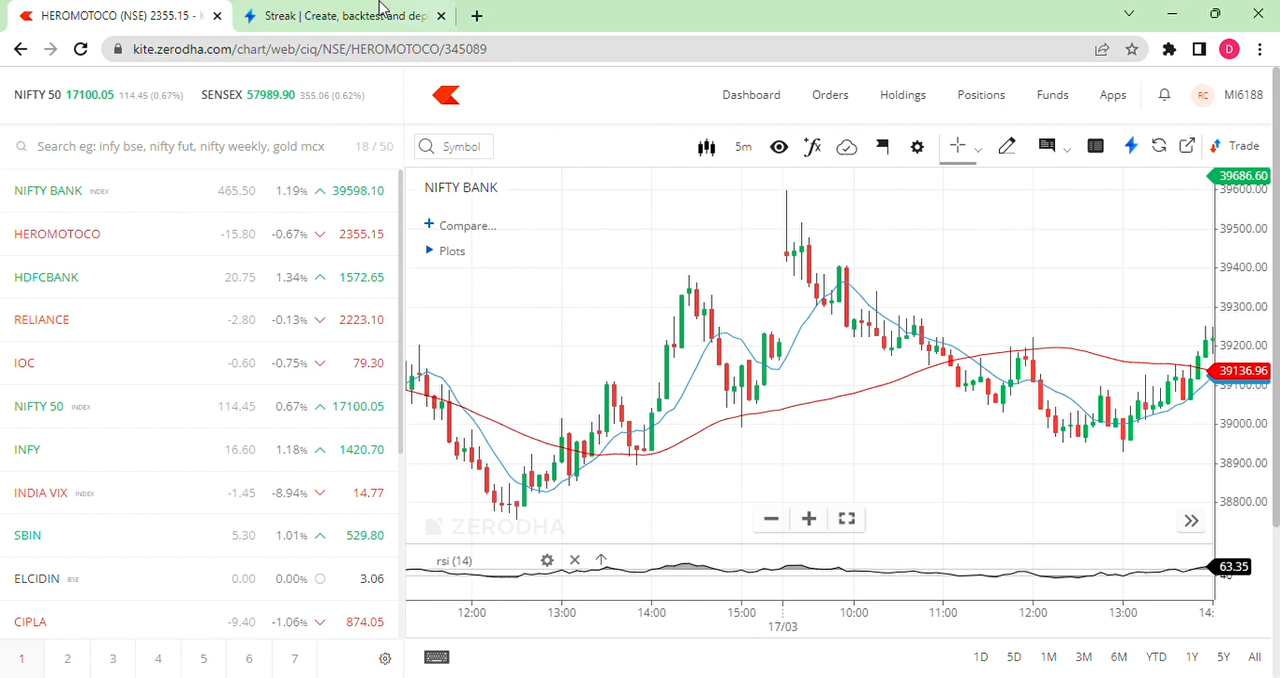 HEROMOTOCO (NSE) 2355.15 -
Streak | Create, backtest and dep
kite.zerodha.com/chart/web/ciq/NSE/HEROMOTOCO/345089
D
NIFTY 50 17100.05 114.45 (0.67%) SENSEX 57989.90 355.06 (0.62%)
Dashboard Orders Holdings Positions Funds Apps RC MI6188
Search eg: infy bse, nifty fut, nifty weekly, gold mcx 18 / 50
Symbol 5m Trade
NIFTY BANK INDEX 465.50 1.19% 39598.10
HEROMOTOCO -15.80 -0.67% 2355.15
HDFCBANK 20.75 1.34% 1572.65
RELIANCE -2.80 -0.13% 2223.10
IOC -0.60 -0.75% 79.30
NIFTY 50 INDEX 114.45 0.67% 17100.05
INFY 16.60 1.18% 1420.70
INDIA VIX INDEX -1.45 -8.94% 14.77
SBIN 5.30 1.01% 529.80
ELCIDIN BSE 0.00 0.00% 3.06
CIPLA -9.40 -1.06% 874.05
1 2 3 4 5 6 7
NIFTY BANK
Compare...
Plots
39686.60
39600.00
39500.00
39400.00
39300.00
39200.00
39136.96
39100.00
39000.00
38900.00
38800.00
ZERODHA
rsi (14)
63.35
40
12:00 13:00 14:00 15:00 10:00 11:00 12:00 13:00 14:
17/03
1D 5D 1M 3M 6M YTD 1Y 5Y All